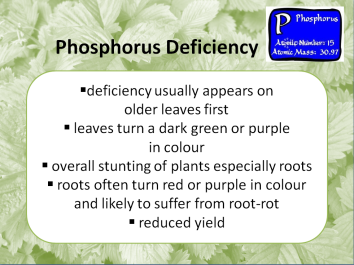 P Phosphorus
Atomic Number: 15
Atomic Mass: 30.97
Phosphorus Deficiency
▪deficiency usually appears on
older leaves first
▪ leaves turn a dark green or purple
in colour
▪ overall stunting of plants especially roots
▪ roots often turn red or purple in colour
and likely to suffer from root-rot
▪ reduced yield